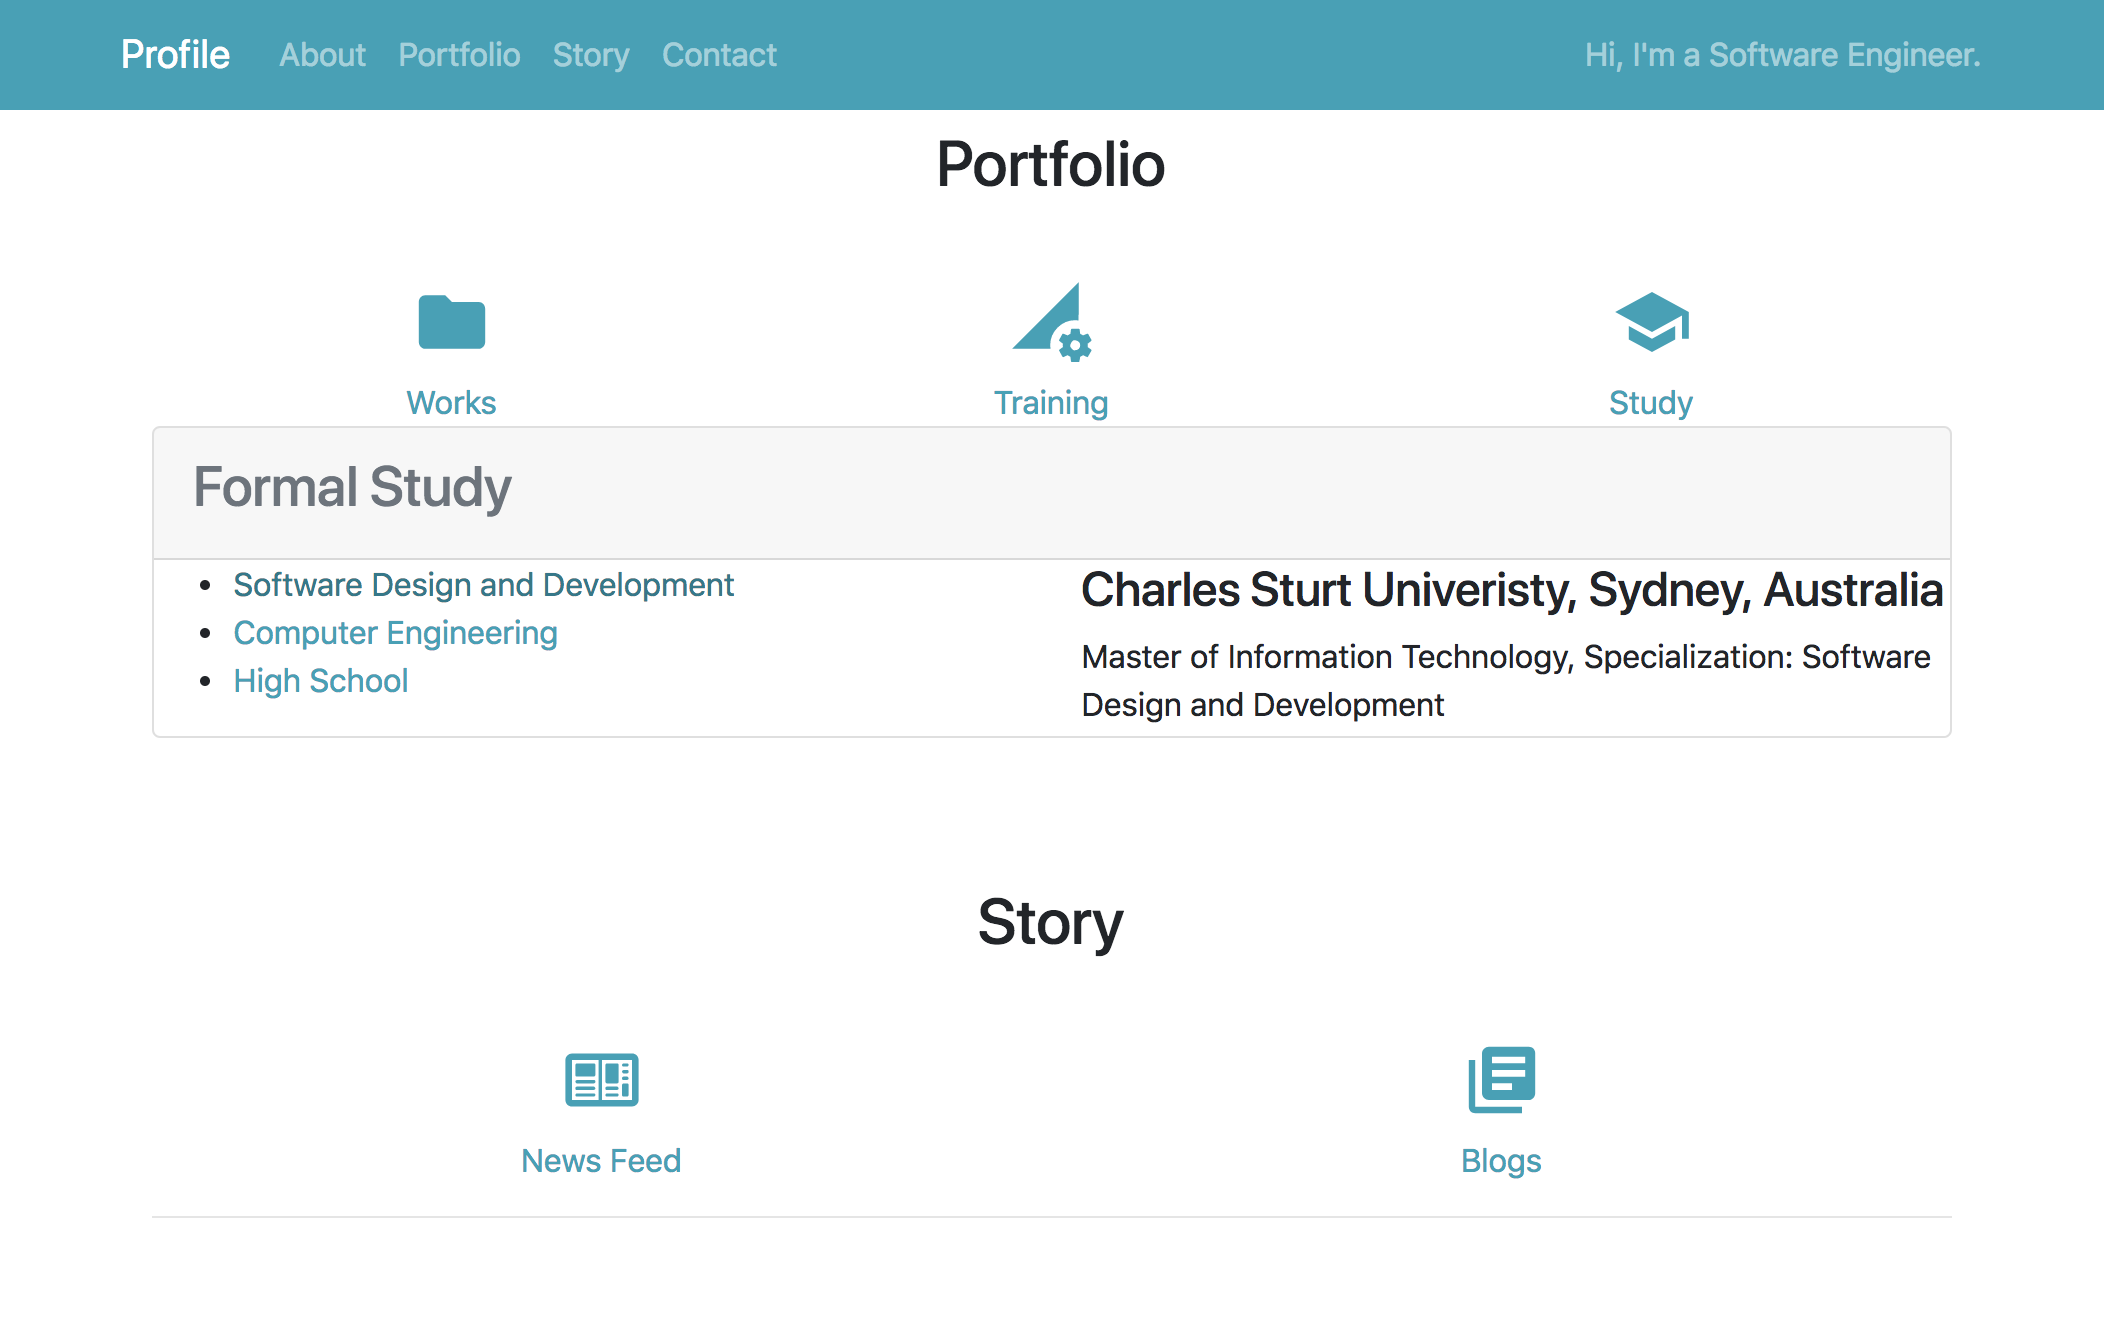 Profile About Portfolio Story Contact Hi, I'm a Software Engineer.
Portfolio
Works Training Study
Formal Study
Software Design and Development
Computer Engineering
High School
Charles Sturt Univeristy, Sydney, Australia
Master of Information Technology, Specialization: Software
Design and Development
Story
News Feed Blogs